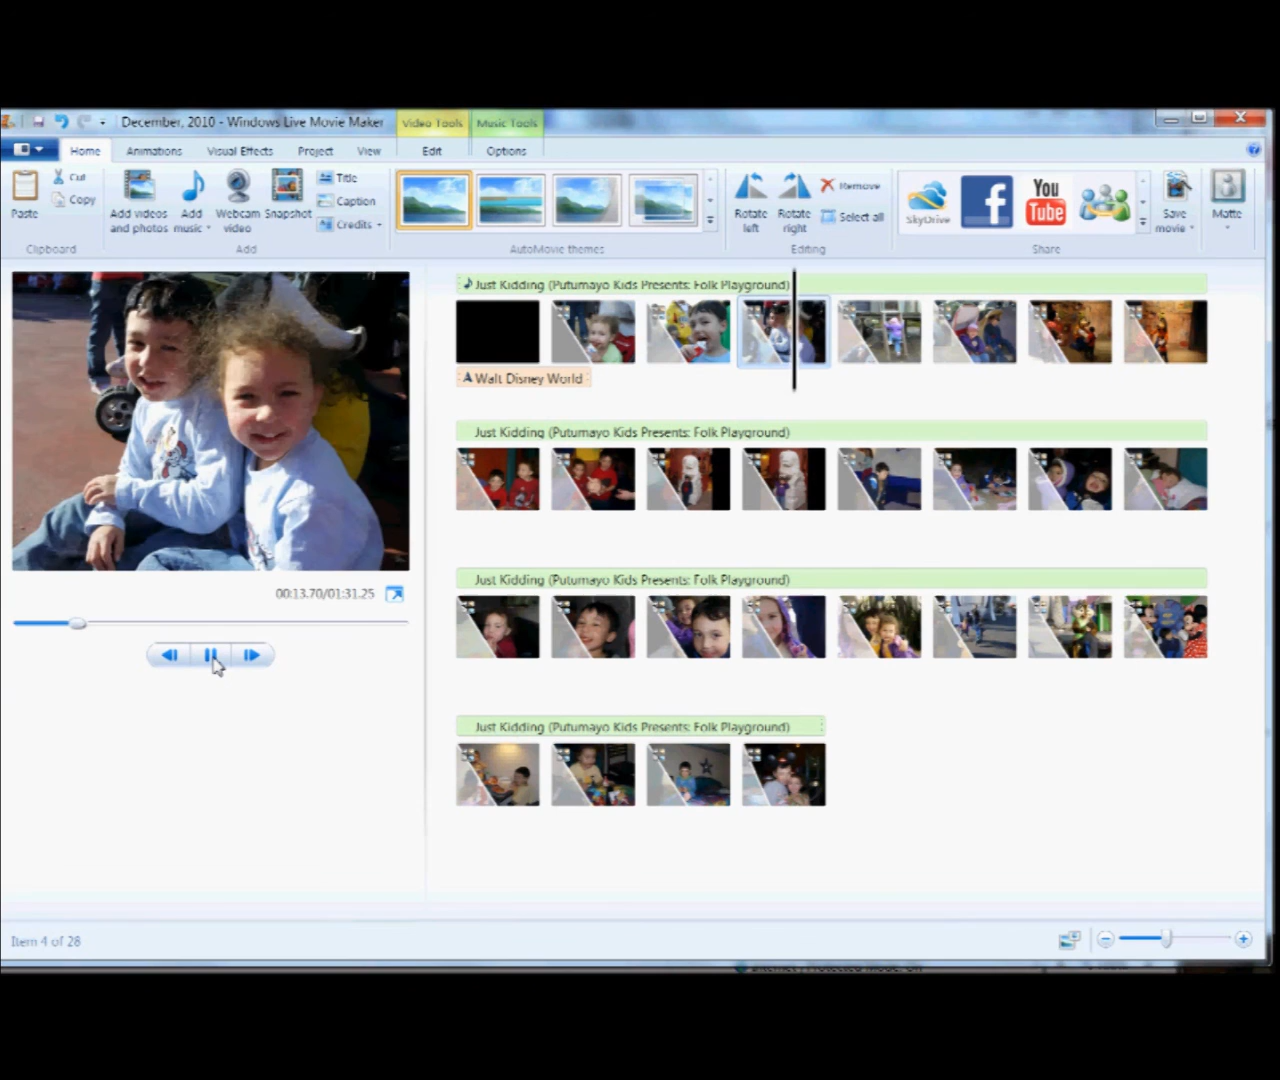 December, 2010 - Windows Live Movie Maker
Video Tools
Music Tools
Home
Animations
Visual Effects
Project
View
Edit
Options
Paste
Cut
Copy
Clipboard
Add videos
and photos
Add
music
Webcam
video
Snapshot
Title
Caption
Credits
Add
AutoMovie themes
Rotate
left
Rotate
right
Remove
Select all
Editing
SkyDrive
You
Tube
Share
Save
movie
Matte
Just Kidding (Putumayo Kids Presents: Folk Playground)
A Walt Disney World
Just Kidding (Putumayo Kids Presents: Folk Playground)
Just Kidding (Putumayo Kids Presents: Folk Playground)
Just Kidding (Putumayo Kids Presents: Folk Playground)
00:13.70/01:31.25
Item 4 of 28